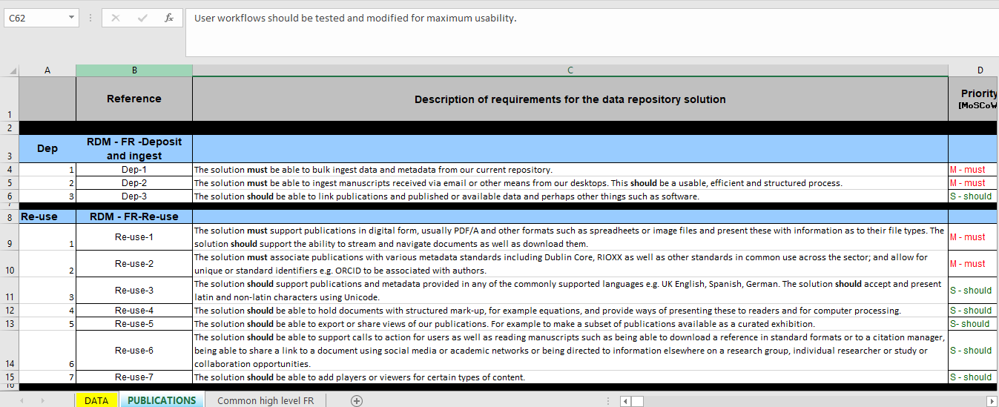 C62
fx
User workflows should be tested and modified for maximum usability.
A B C D
1 Reference Description of requirements for the data repository solution Priority
[MoSCoW
2
3 Dep RDM - FR -Deposit
and ingest
4 1 Dep-1 The solution must be able to bulk ingest data and metadata from our current repository. M - must
5 2 Dep-2 The solution must be able to ingest manuscripts received via email or other means from our desktops. This should be a usable, efficient and structured process. M - must
6 3 Dep-3 The solution should be able to link publications and published or available data and perhaps other things such as software. S - should
7
8 Re-use RDM - FR-Re-use
9 1 Re-use-1 The solution must support publications in digital form, usually PDF/A and other formats such as spreadheets or image files and present these with information as to their file types. The
solution should support the ability to stream and navigate documents as well as download them. M - must
10 2 Re-use-2 The solution must associate publications with various metadata standards including Dublin Core, RIOXX as well as other standards in common use across the sector; and allow for
unique or standard identifiers e.g. ORCID to be associated with authors. M - must
11 3 Re-use-3 The solution should support publications and metadata provided in any of the commonly supported languages e.g. UK English, Spanish, German. The solution should accept and present
latin and non-latin characters using Unicode. S - should
12 4 Re-use-4 The solution should be able to hold documents with structured mark-up, for example equations, and provide ways of presenting these to readers and for computer processing. S - should
13 5 Re-use-5 The solution should be able to export or share views of our publications. For example to make a subset of publications available as a curated exhibition. S- should
14 6 Re-use-6 The solution should be able to support calls to action for users as well as reading manuscripts such as being able to download a reference in standard formats or to a citation manager,
being able to share a link to a document using social media or academic networks or being directed to information elsewhere on a research group, individual researcher or study or
collaboration opportunities. S - should
15 7 Re-use-7 The solution should be able to add players or viewers for certain types of content. S - should
16
DATA PUBLICATIONS Common high level FR